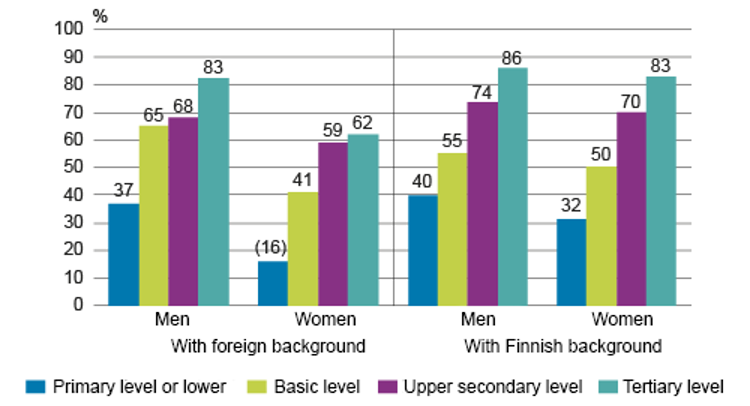 %
100
90
80
70
60
50
40
30
20
10
0
37
65
68
83
(16)
41
59
62
40
55
74
86
32
50
70
83
Men
Women
Men
Women
With foreign background
With Finnish background
Primary level or lower
Basic level
Upper secondary level
Tertiary level